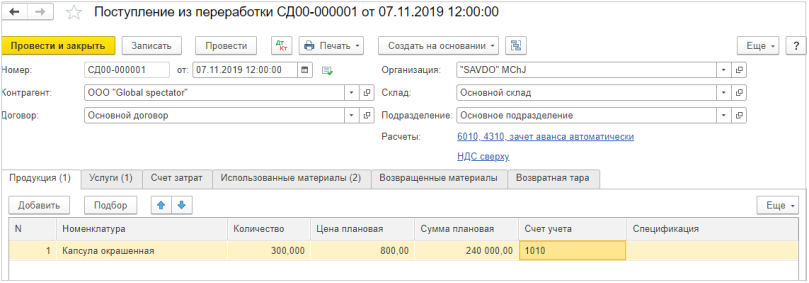 Поступление из переработки СД00-000001 от 07.11.2019 12:00:00
Провести и закрыть Записать Провести Дт Кт Печать Создать на основании Еще ?
Номер: СД00-000001 от: 07.11.2019 12:00:00 Организация: "SAVDO" MChJ
Контрагент: ООО "Global spectator" Склад: Основной склад
Договор: Основной договор Подразделение: Основное подразделение
Расчеты: 6010, 4310, зачет аванса автоматически
НДС сверху
Продукция (1) Услуги (1) Счет затрат Использованные материалы (2) Возвращенные материалы Возвратная тара
Добавить Подбор Еще
N Номенклатура Количество Цена плановая Сумма плановая Счет учета Спецификация
1 Капсула окрашенная 300,000 800,00 240 000,00 1010